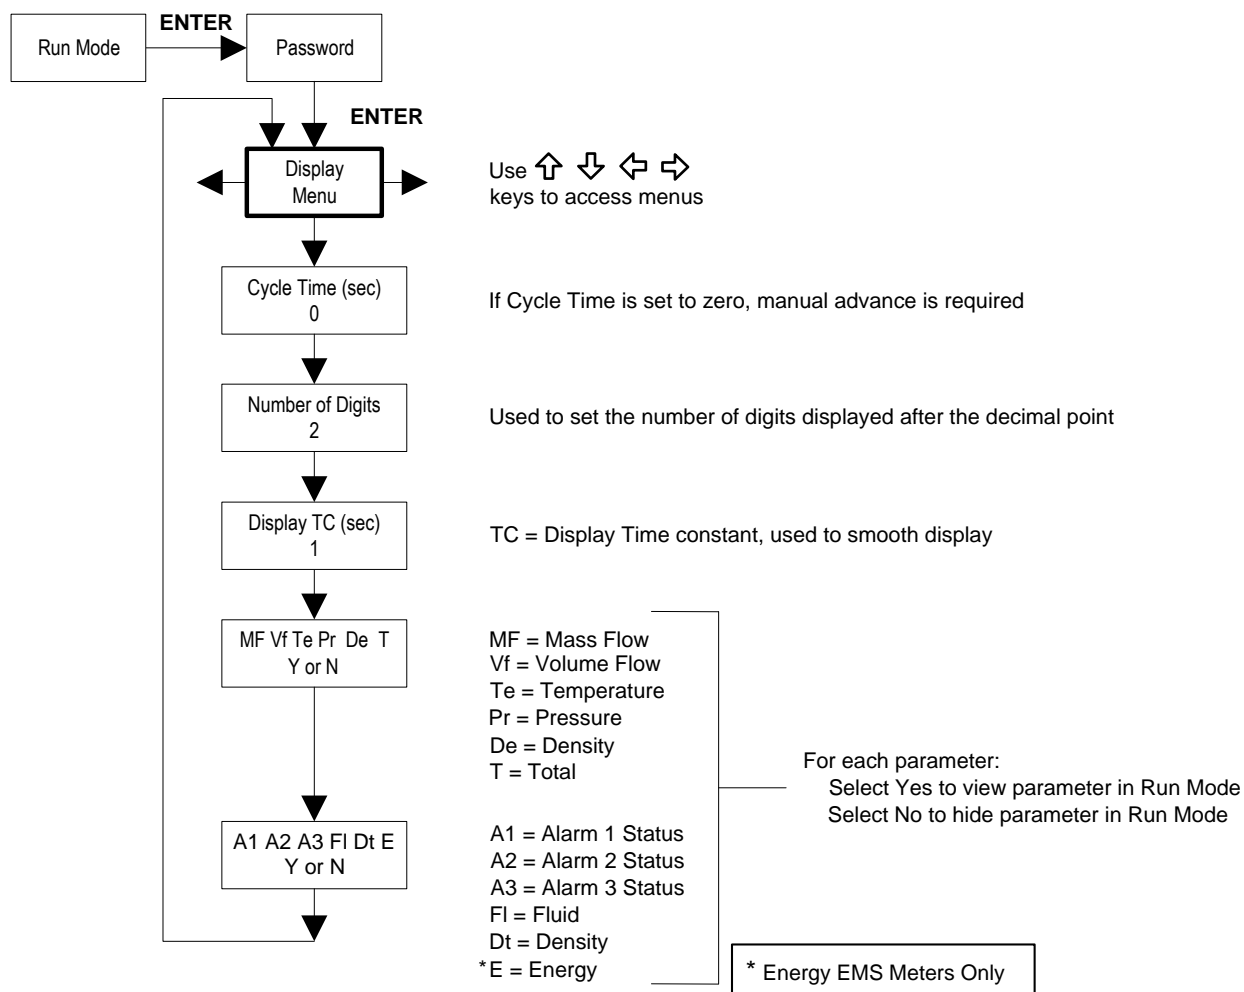 Run Mode
ENTER
Password
ENTER
Display
Menu
Use
keys to access menus
Cycle Time (sec)
0
If Cycle Time is set to zero, manual advance is required
Number of Digits
2
Used to set the number of digits displayed after the decimal point
Display TC (sec)
1
TC = Display Time constant, used to smooth display
MF Vf Te Pr De T
Y or N
MF = Mass Flow
Vf = Volume Flow
Te = Temperature
Pr = Pressure
De = Density
T = Total
For each parameter:
Select Yes to view parameter in Run Mode
Select No to hide parameter in Run Mode
A1 A2 A3 Fl Dt E
Y or N
A1 = Alarm 1 Status
A2 = Alarm 2 Status
A3 = Alarm 3 Status
Fl = Fluid
Dt = Density
*E = Energy
* Energy EMS Meters Only